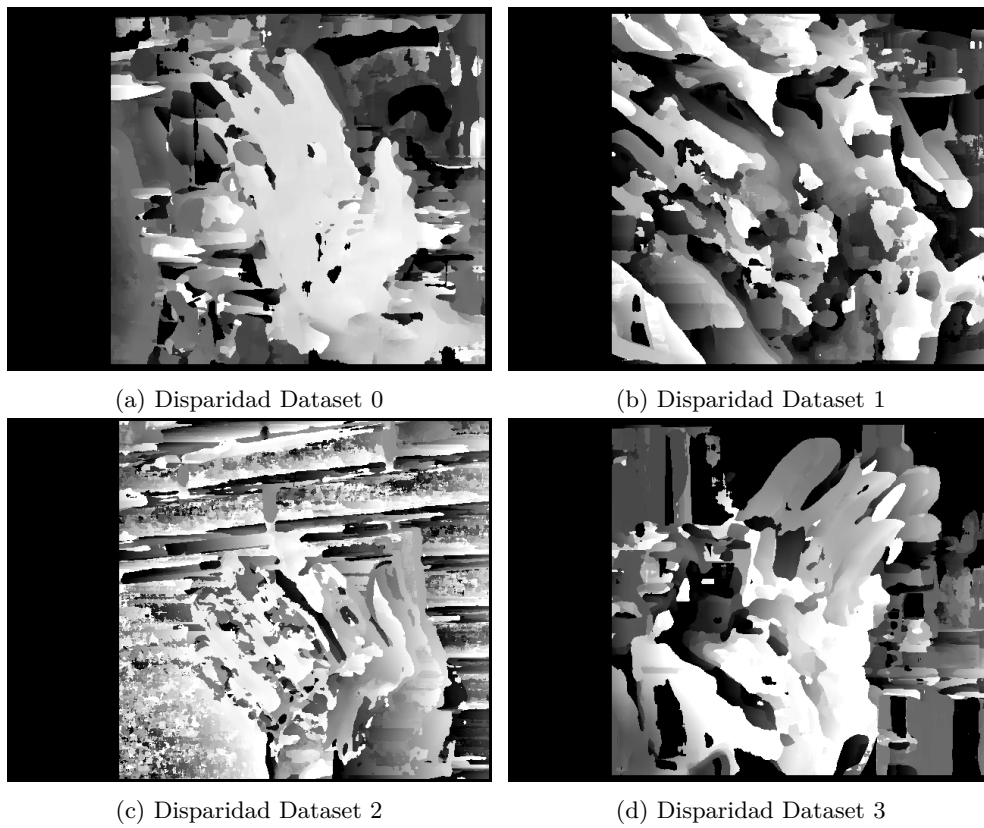 (a) Disparidad Dataset 0
(b) Disparidad Dataset 1
(c) Disparidad Dataset 2
(d) Disparidad Dataset 3